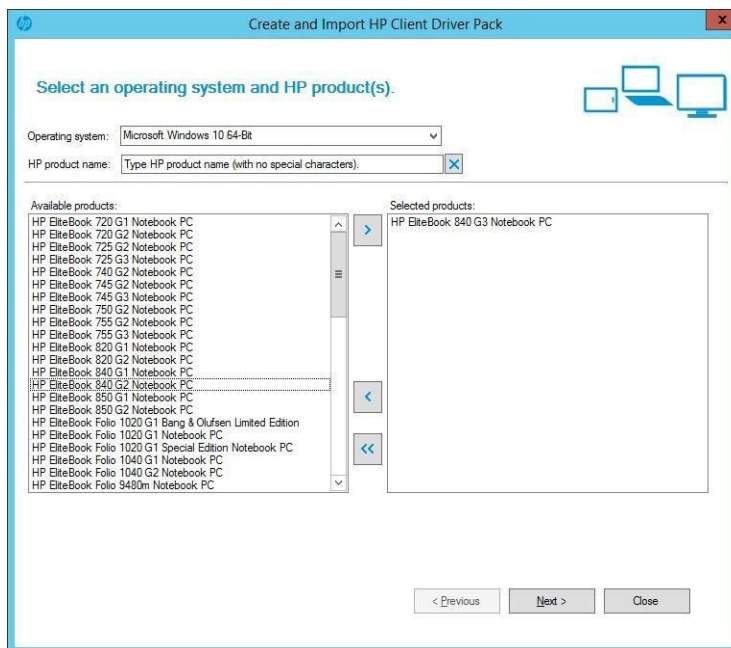 hp
Create and Import HP Client Driver Pack
x
Select an operating system and HP product(s).
Operating system: Microsoft Windows 10 64-Bit
HP product name: Type HP product name (with no special characters).
Available products:
HP EliteBook 720 G1 Notebook PC
HP EliteBook 720 G2 Notebook PC
HP EliteBook 725 G2 Notebook PC
HP EliteBook 725 G3 Notebook PC
HP EliteBook 740 G2 Notebook PC
HP EliteBook 745 G2 Notebook PC
HP EliteBook 745 G3 Notebook PC
HP EliteBook 750 G2 Notebook PC
HP EliteBook 755 G2 Notebook PC
HP EliteBook 755 G3 Notebook PC
HP EliteBook 820 G1 Notebook PC
HP EliteBook 820 G2 Notebook PC
HP EliteBook 840 G1 Notebook PC
HP EliteBook 840 G2 Notebook PC
HP EliteBook 850 G1 Notebook PC
HP EliteBook 850 G2 Notebook PC
HP EliteBook Folio 1020 G1 Bang & Olufsen Limited Edition
HP EliteBook Folio 1020 G1 Notebook PC
HP EliteBook Folio 1020 G1 Special Edition Notebook PC
HP EliteBook Folio 1040 G1 Notebook PC
HP EliteBook Folio 1040 G2 Notebook PC
HP EliteBook Folio 9480m Notebook PC
>
<
<<
Selected products:
HP EliteBook 840 G3 Notebook PC
< Previous Next > Close